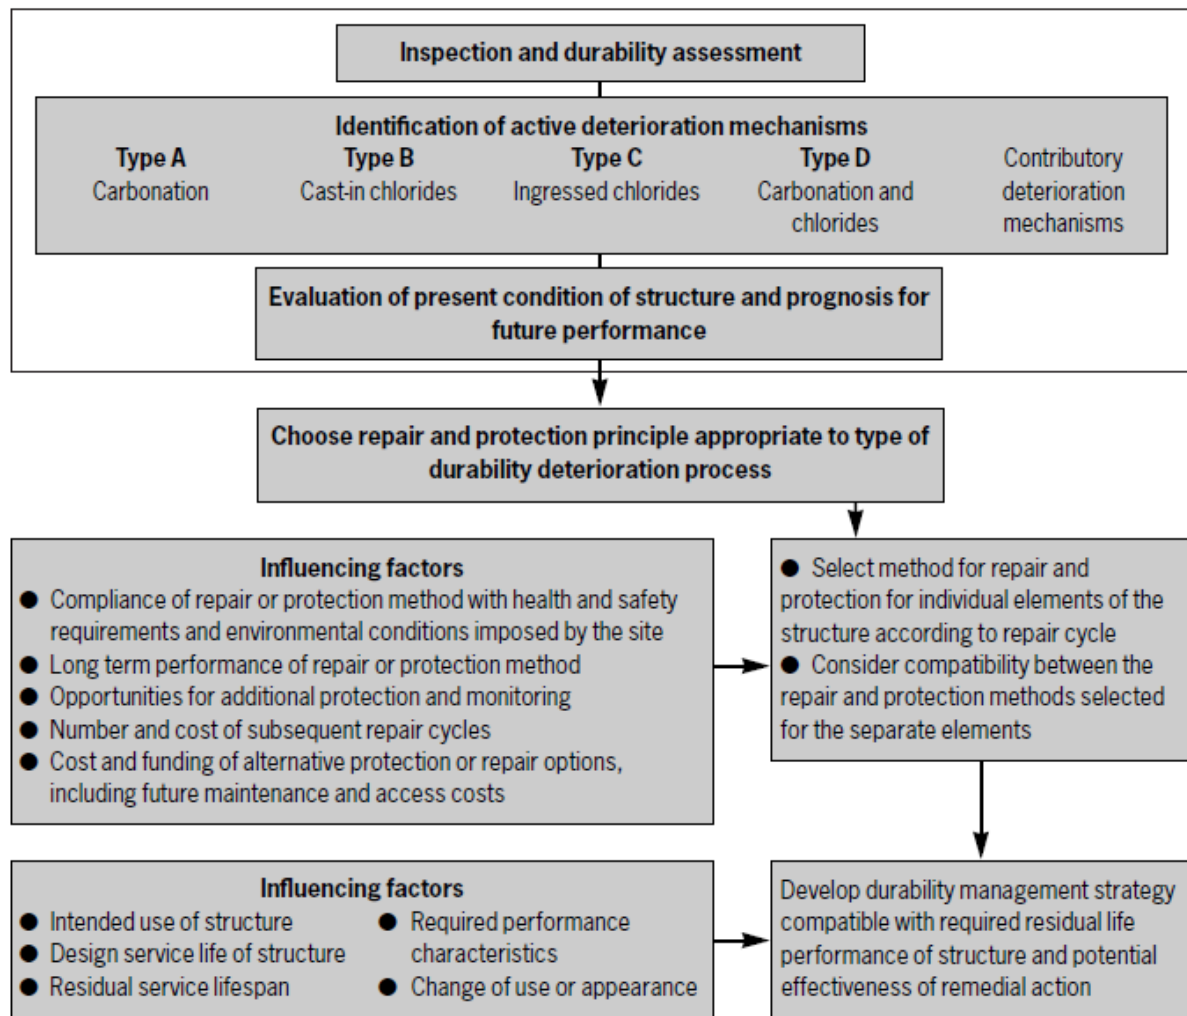 Inspection and durability assessment
Identification of active deterioration mechanisms
Type A
Carbonation
Type B
Cast-in chlorides
Type C
Ingressed chlorides
Type D
Carbonation and
chlorides
Contributory
deterioration
mechanisms
Evaluation of present condition of structure and prognosis for
future performance
Choose repair and protection principle appropriate to type of
durability deterioration process
Influencing factors
● Compliance of repair or protection method with health and safety
requirements and environmental conditions imposed by the site
● Long term performance of repair or protection method
● Opportunities for additional protection and monitoring
● Number and cost of subsequent repair cycles
● Cost and funding of alternative protection or repair options,
including future maintenance and access costs
● Select method for repair and
protection for individual elements of the
structure according to repair cycle
● Consider compatibility between the
repair and protection methods selected
for the separate elements
Influencing factors
● Intended use of structure
● Design service life of structure
● Residual service lifespan
● Required performance
characteristics
● Change of use or appearance
Develop durability management strategy
compatible with required residual life
performance of structure and potential
effectiveness of remedial action